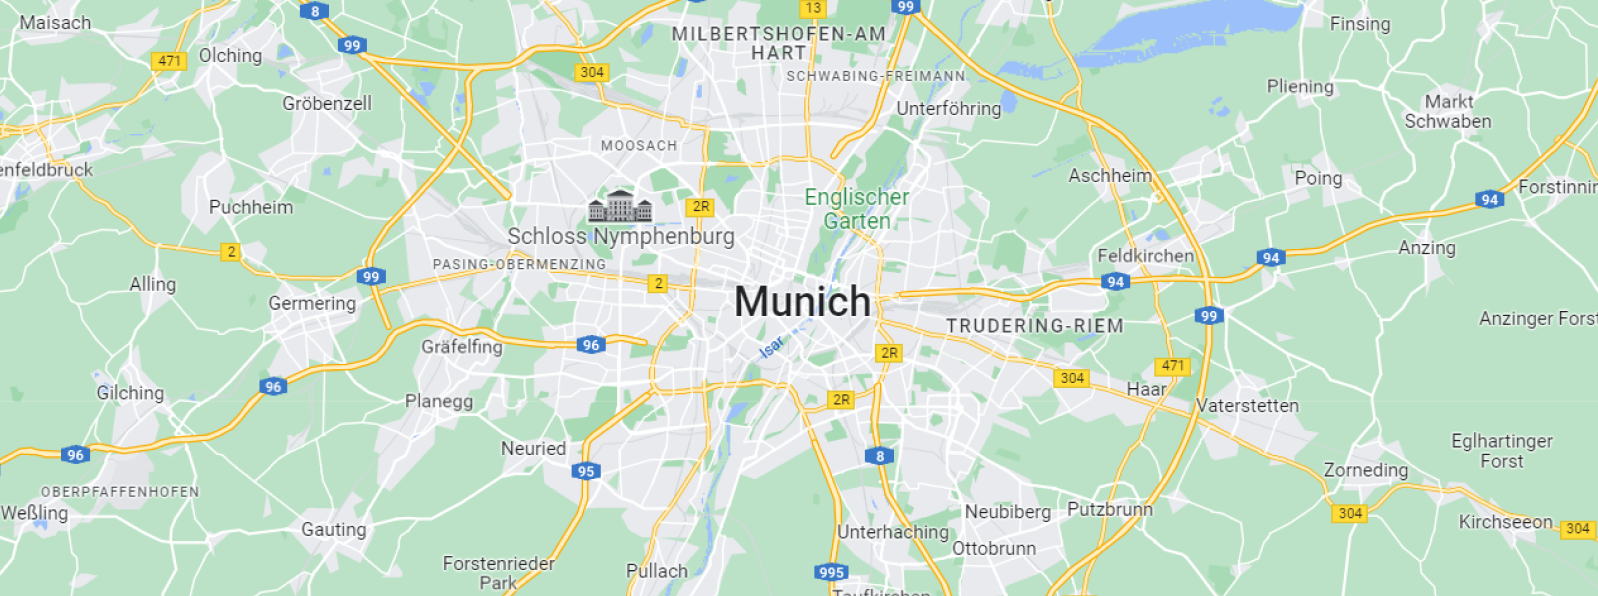 Maisach
8
99
13
99
Finsing
MILBERTSHOFEN-AM
HART
471
Olching
304
SCHWABING-FREIMANN
Pliening
Gröbenzell
Unterföhring
Markt
Schwaben
MOOSACH
enfeldbruck
Aschheim
Poing
Forstinnin
94
Puchheim
2R
Englischer
Garten
Schloss Nymphenburg
2
PASING-OBERMENZING
Feldkirchen
94
Anzing
99
2
94
Alling
Germering
Munich
99
Anzinger Forst
TRUDERING-RIEM
Gräfelfing
96
Isar
2R
471
304
96
Gilching
Planegg
2R
Haar
Vaterstetten
Neuried
96
95
8
Eglhartinger
Forst
Zorneding
OBERPFAFFENHOFEN
Weßling
Gauting
Neubiberg
Putzbrunn
304
Kirchseeon
304
Unterhaching
Ottobrunn
Forstenrieder
Park
Pullach
995
Taufkirchen